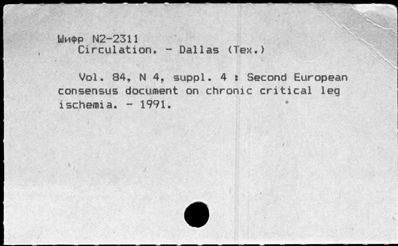 Шифр N2-2311
Circulation. - Dallas (Tex.)
Vol. 84, N 4, suppl. 4 : Second European
consensus document on chronic critical leg
ischemia. - 1991.